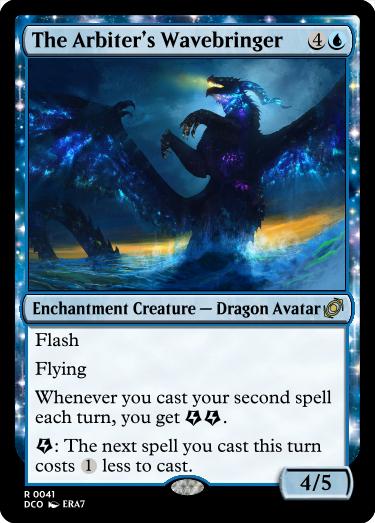 The Arbiter's Wavebringer 4
Enchantment Creature — Dragon Avatar
Flash
Flying
Whenever you cast your second spell
each turn, you get.
: The next spell you cast this turn
costs 1 less to cast.
4/5
R 0041
DCO ERA7